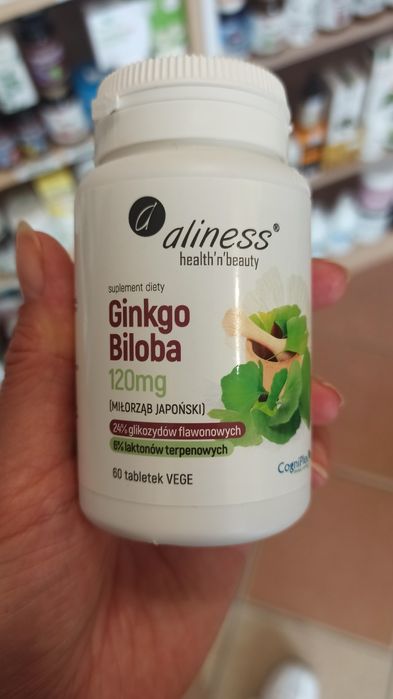 aliness®
health'n'beauty
suplement diety
Ginkgo
Biloba
120mg
[MIŁORZĄB JAPOŃSKI]
24% glikozydów flawonowych
6% laktonów terpenowych
60 tabletek VEGE